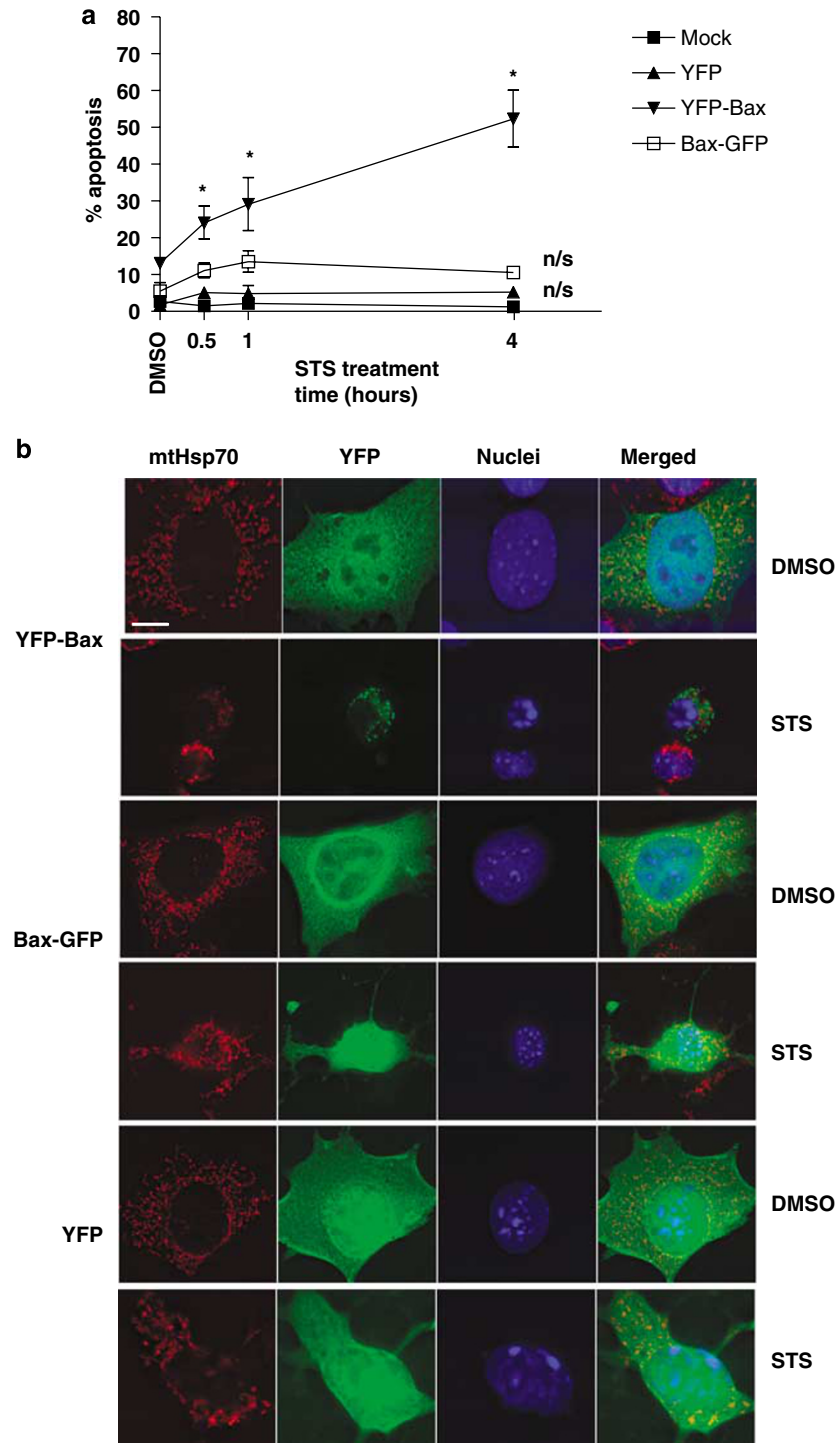 a
80
70
60
50
40
30
20
10
0
% apoptosis
*
*
*
n/s
n/s
DMSO
0.5
1
4
STS treatment
time (hours)
Mock
YFP
YFP-Bax
Bax-GFP
b
mtHsp70
YFP
Nuclei
Merged
DMSO
YFP-Bax
STS
DMSO
Bax-GFP
STS
DMSO
YFP
STS